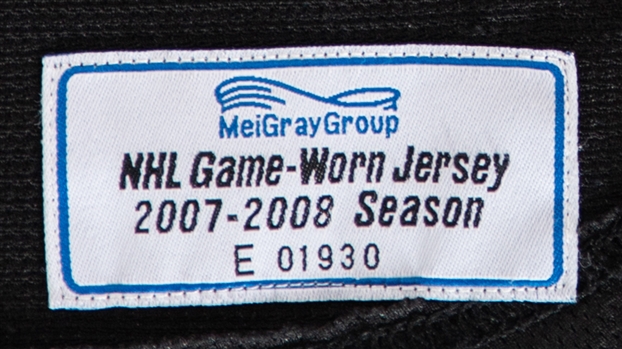 MeiGrayGroup
NHL Game-Worn Jersey
2007-2008 Season
E 01930